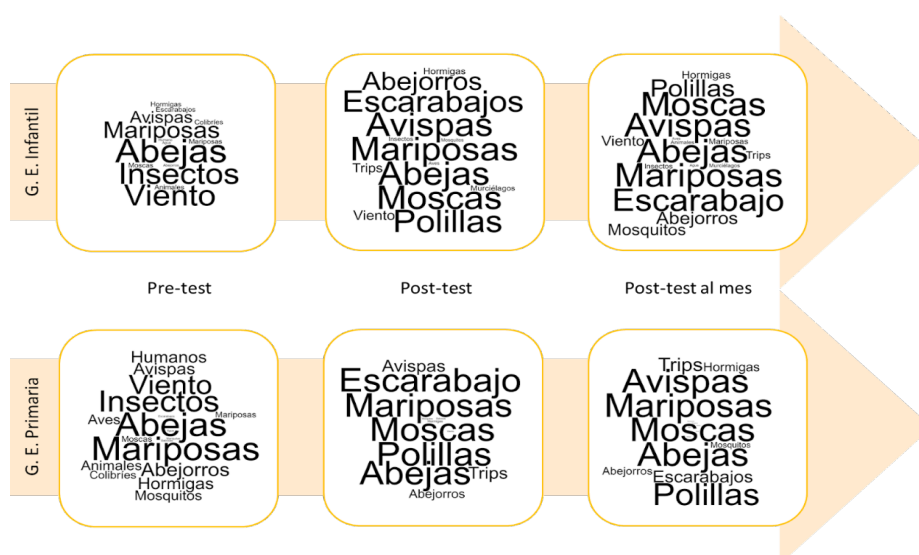 G. E. Infantil
Hormigas
Escarabajos
Avispas Colibríes
Mariposas
Mariposas
Abejas
Moscas
Insectos
Animales
Viento
Hormigas
Abejorros
Escarabajos
Avispas
Insectos Mosquitos
Mariposas
Trips
Abejas
Murciélagos
Moscas
Viento
Polillas
Hormigas
Polillas
Moscas
Avispas
Viento
Animales Mariposas
Abejas Trips
Insectos Murciélagos
Mariposas
Escarabajo
Abejorros
Mosquitos
Pre-test
Post-test
Post-test al mes
G. E. Primaria
Humanos
Avispas
Viento
Insectos
Aves Mariposas
Abejas
Moscas
Mariposas
Animales Abejorros
Colibríes
Hormigas
Mosquitos
Avispas
Escarabajo
Mariposas
Moscas
Polillas
Abejas Trips
Abejorros
Trips Hormigas
Avispas
Mariposas
Moscas
Mosquitos
Abejas
Abejorros
Escarabajos
Polillas